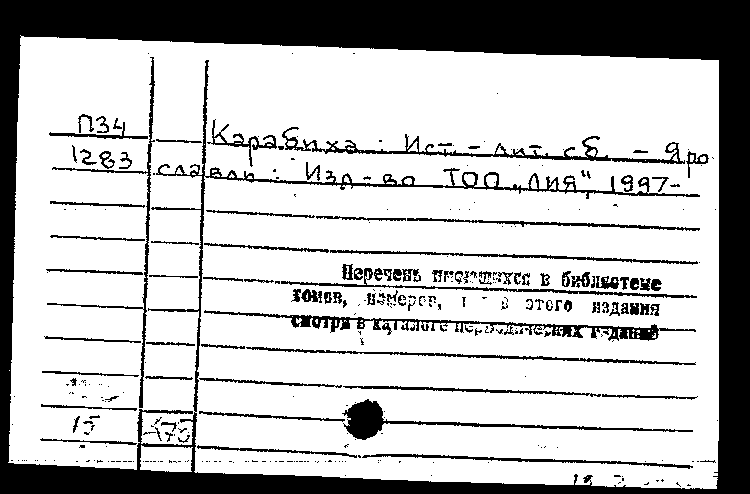 П34 Карабиха : Ист. - лит. сб. - Яро
1283 славль : Изд-во ТОО „ЛИЯ", 1997-
Перечень имеющихся в библиотеке
томов, номеров, этого издания
смотри в каталоге периодических изданий
15